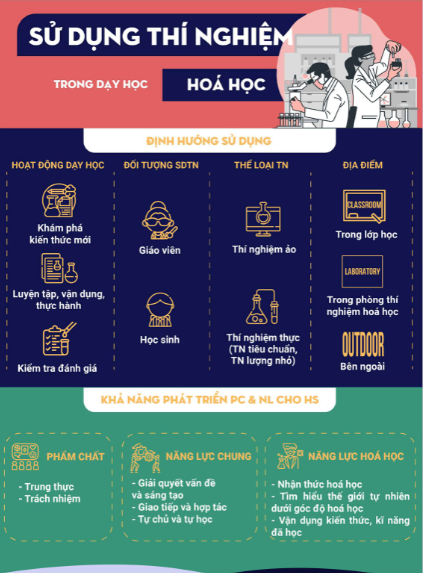 SỬ DỤNG THÍ NGHIỆM
TRONG DẠY HỌC
HOÁ HỌC
ĐỊNH HƯỚNG SỬ DỤNG
HOẠT ĐỘNG DẠY HỌC
Khám phá
kiến thức mới
Luyện tập, vận dụng,
thực hành
Kiểm tra đánh giá
ĐỐI TƯỢNG SDTN
Giáo viên
Học sinh
THỂ LOẠI TN
Thí nghiệm ảo
Thí nghiệm thực
(TN tiêu chuẩn,
TN lượng nhỏ)
ĐỊA ĐIỂM
CLASSROOM
Trong lớp học
LABORATORY
Trong phòng thí
nghiệm hoá học
OUTDOOR
Bên ngoài
KHẢ NĂNG PHÁT TRIỂN PC & NL CHO HS
PHẨM CHẤT
- Trung thực
- Trách nhiệm
NĂNG LỰC CHUNG
- Giải quyết vấn đề
và sáng tạo
- Giao tiếp và hợp tác
- Tự chủ và tự học
NĂNG LỰC HOÁ HỌC
- Nhận thức hoá học
- Tìm hiểu thế giới tự nhiên
dưới góc độ hoá học
- Vận dụng kiến thức, kĩ năng
đã học